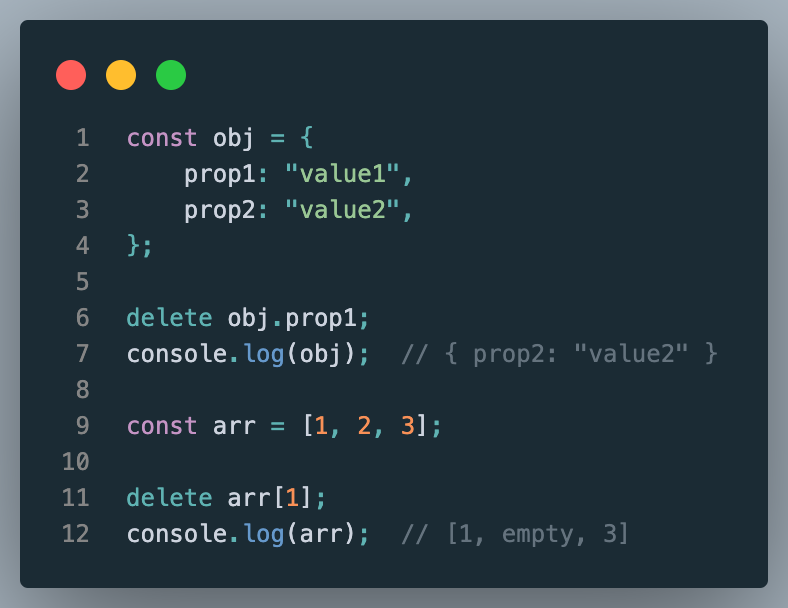 1 const obj = {
2     prop1: "value1",
3     prop2: "value2",
4 };
5
6 delete obj.prop1;
7 console.log(obj);  // { prop2: "value2" }
8
9 const arr = [1, 2, 3];
10
11 delete arr[1];
12 console.log(arr);  // [1, empty, 3]